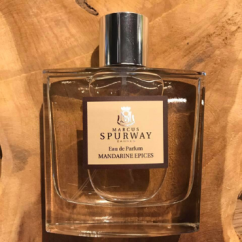 MARCUS
SPURWAY
Eau de Parfum
MANDARINE EPICES